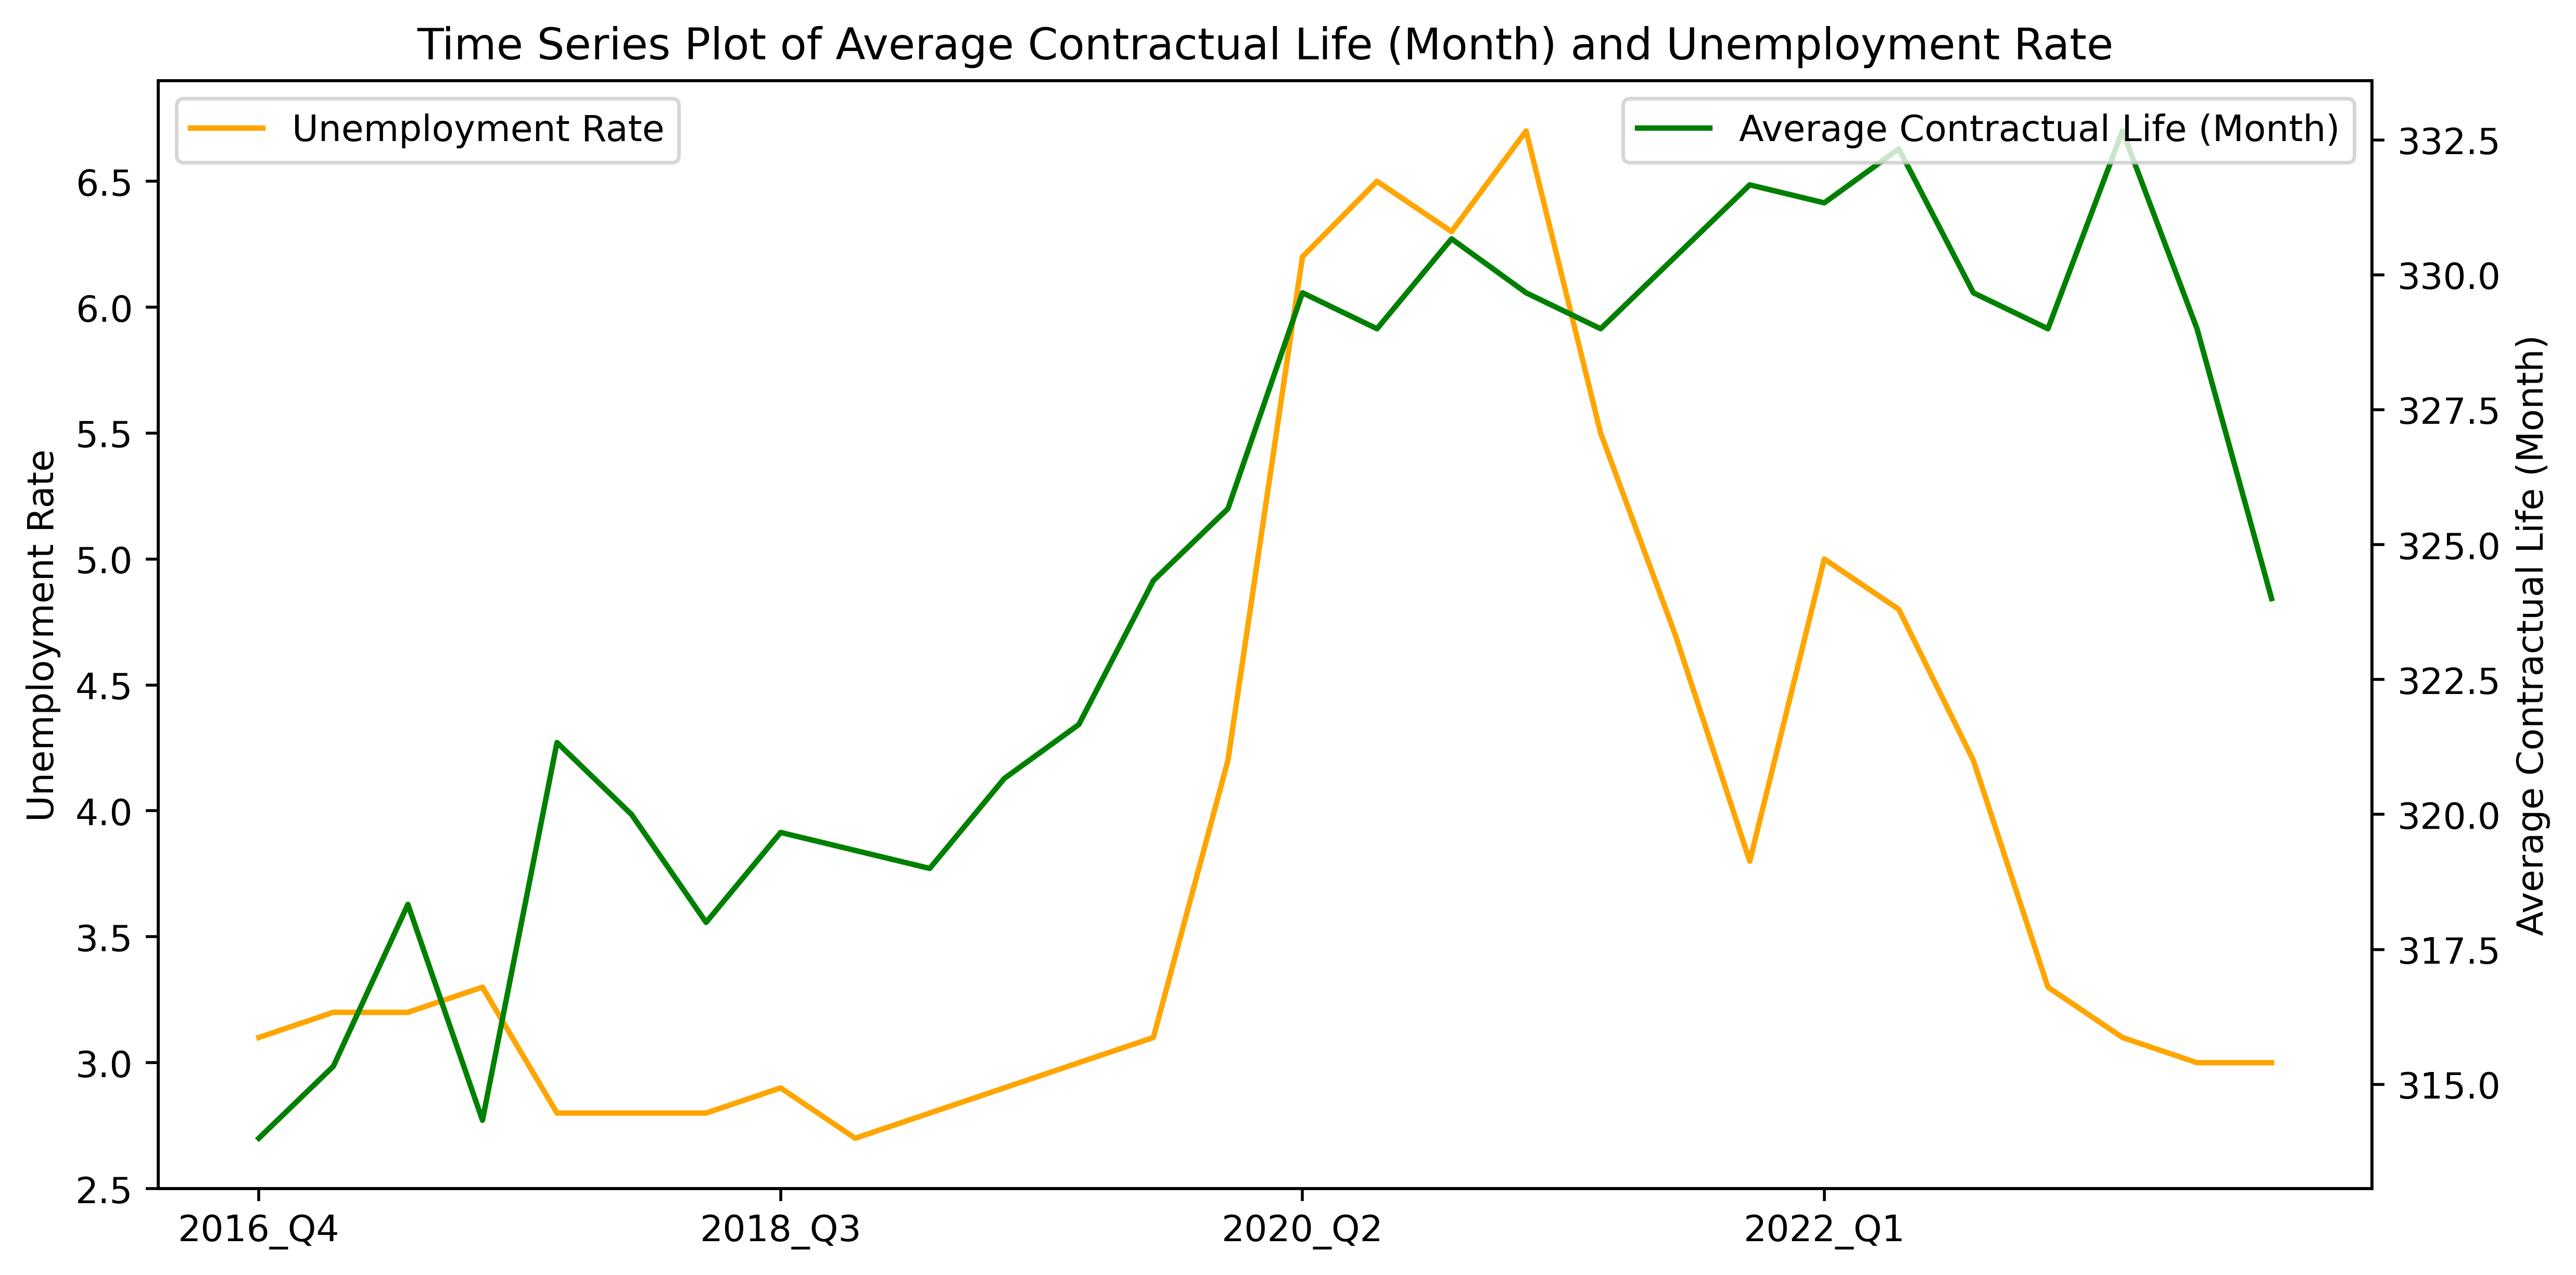 Time Series Plot of Average Contractual Life (Month) and Unemployment Rate
Unemployment Rate
Average Contractual Life (Month)
Unemployment Rate
6.5
6.0
5.5
5.0
4.5
4.0
3.5
3.0
2.5
332.5
330.0
327.5
325.0
322.5
320.0
317.5
315.0
Average Contractual Life (Month)
2016_Q4
2018_Q3
2020_Q2
2022_Q1